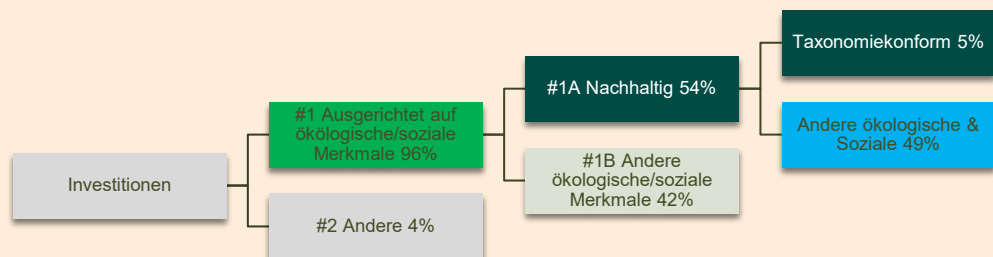 Investitionen
#1 Ausgerichtet auf
ökölogische/soziale
Merkmale 96%
#2 Andere 4%
#1A Nachhaltig 54%
#1B Andere
ökologische/soziale
Merkmale 42%
Taxonomiekonform 5%
Andere ökologische &
Soziale 49%